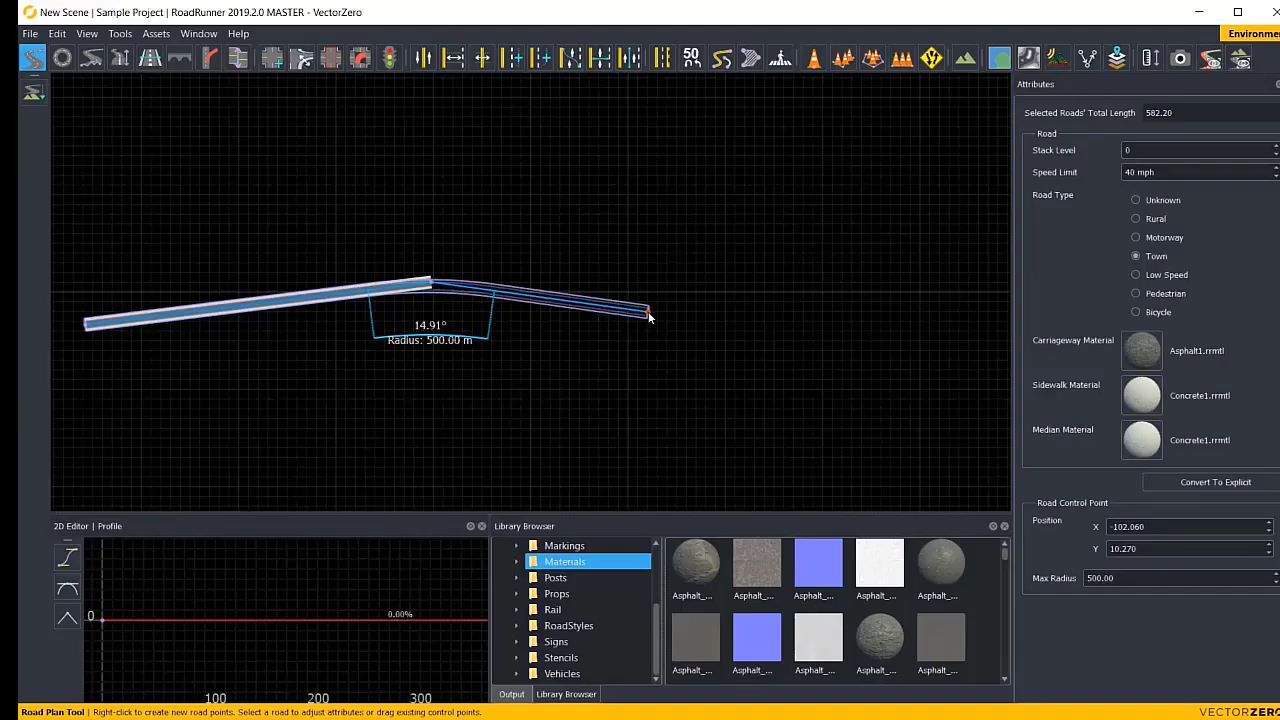 New Scene | Sample Project | RoadRunner 2019.2.0 MASTER - VectorZero
File Edit View Tools Assets Window Help
Environme
50
Attributes
Selected Roads' Total Length 582.20
Road
Stack Level 0
Speed Limit 40 mph
Road Type
Unknown
Rural
Motorway
Town
Low Speed
Pedestrian
Bicycle
Carriageway Material
Asphalt1.rrmtl
Sidewalk Material
Concrete1.rrmtl
Median Material
Concrete1.rrmtl
Convert To Explicit
Road Control Point
Position X -102.060
Y 10.270
Max Radius 500.00
14.91°
Radius: 500.00 m
2D Editor | Profile
0
0.00%
100 200 300
Library Browser
Markings
Materials
Posts
Props
Rail
RoadStyles
Signs
Stencils
Vehicles
Asphalt_... Asphalt_... Asphalt_... Asphalt_... Asphalt_...
Asphalt_... Asphalt_... Asphalt_... Asphalt_... Asphalt_...
Output Library Browser
Road Plan Tool | Right-click to create new road points. Select a road to adjust attributes or drag existing control points.
VECTORZERO